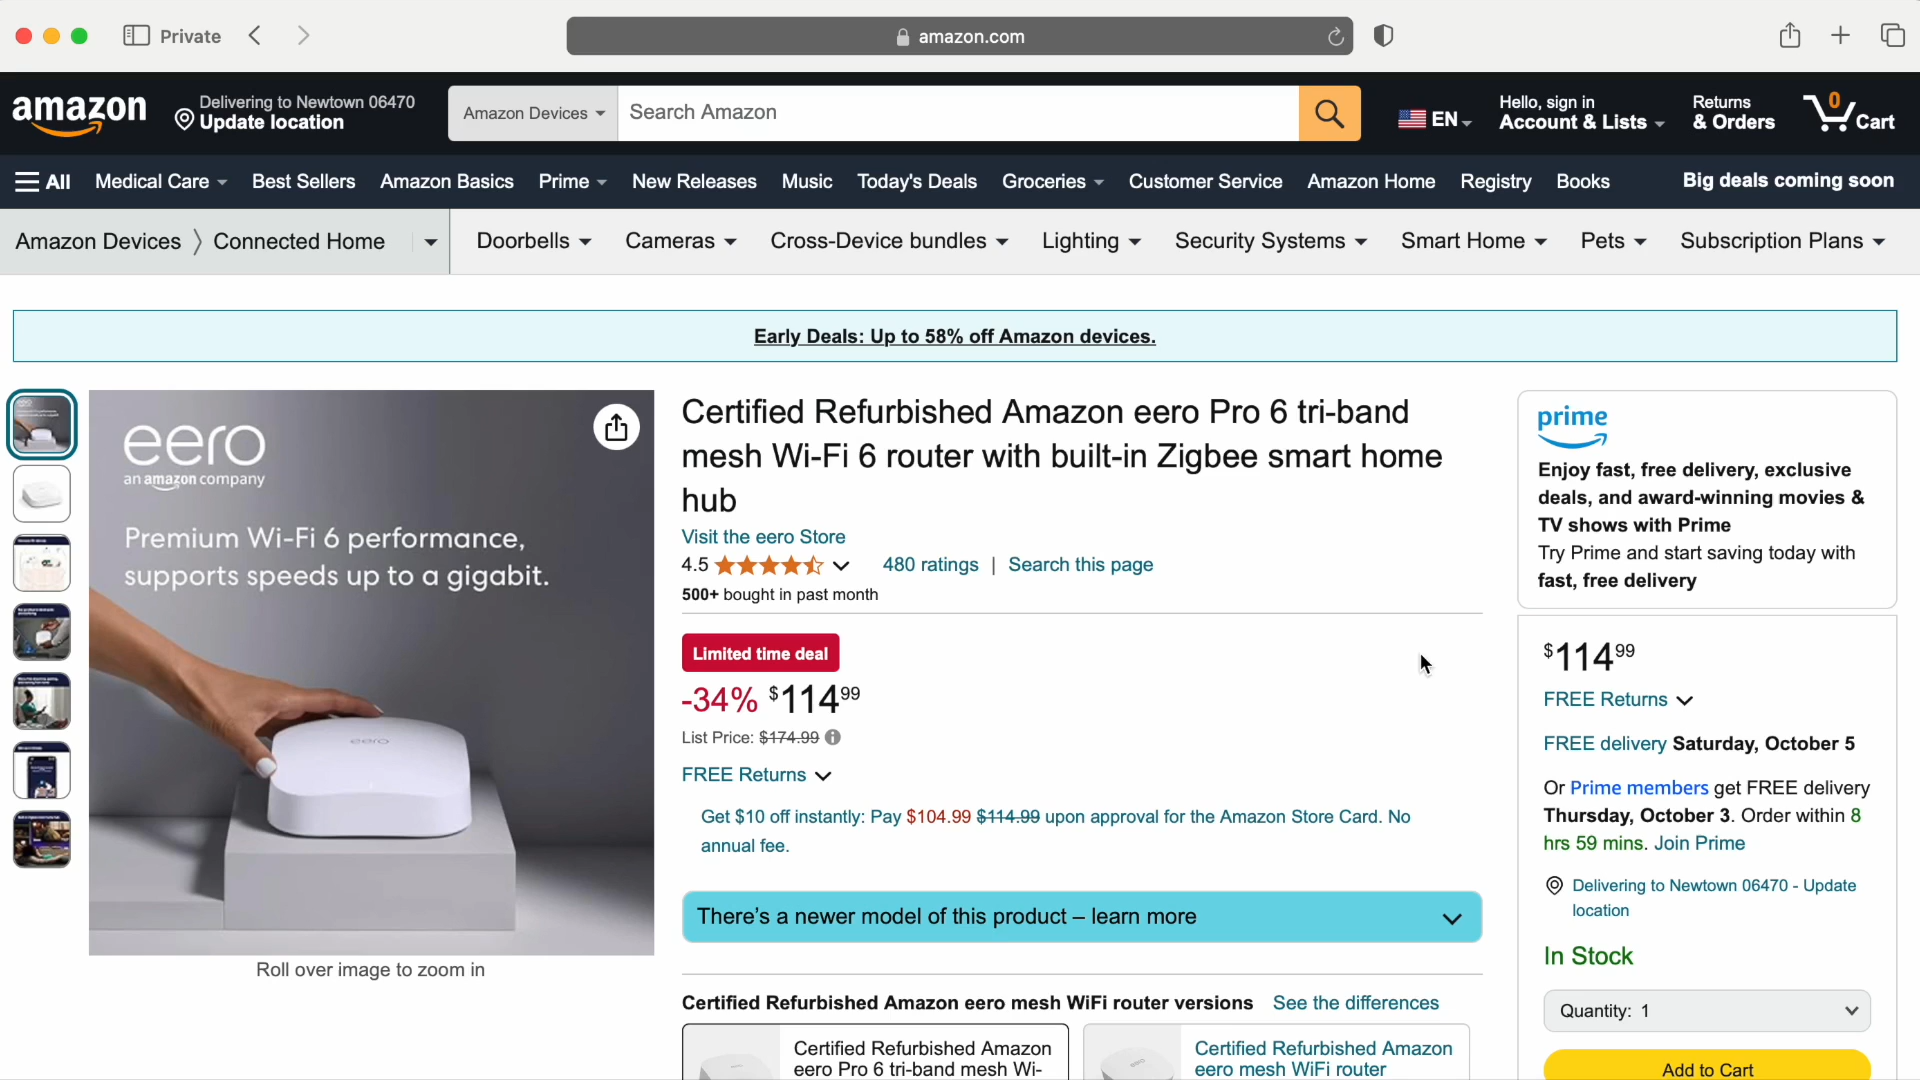 Private
amazon.com
amazon
Delivering to Newtown 06470
Update location
Amazon Devices
Search Amazon
EN
Hello, sign in
Account & Lists
Returns
& Orders
0
Cart
All
Medical Care
Best Sellers
Amazon Basics
Prime
New Releases
Music
Today's Deals
Groceries
Customer Service
Amazon Home
Registry
Books
Big deals coming soon
Amazon Devices
Connected Home
Doorbells
Cameras
Cross-Device bundles
Lighting
Security Systems
Smart Home
Pets
Subscription Plans
Early Deals: Up to 58% off Amazon devices.
eero
an amazon company
Premium Wi-Fi 6 performance,
supports speeds up to a gigabit.
eero
Roll over image to zoom in
Certified Refurbished Amazon eero Pro 6 tri-band
mesh Wi-Fi 6 router with built-in Zigbee smart home
hub
Visit the eero Store
4.5
480 ratings | Search this page
500+ bought in past month
Limited time deal
-34% $114 99
List Price: $174.99
FREE Returns
Get $10 off instantly: Pay $104.99 $114.99 upon approval for the Amazon Store Card. No
annual fee.
There’s a newer model of this product – learn more
Certified Refurbished Amazon eero mesh WiFi router versions
See the differences
Certified Refurbished Amazon
eero Pro 6 tri-band mesh Wi-
Certified Refurbished Amazon
eero mesh WiFi router
prime
Enjoy fast, free delivery, exclusive
deals, and award-winning movies &
TV shows with Prime
Try Prime and start saving today with
fast, free delivery
$114 99
FREE Returns
FREE delivery Saturday, October 5
Or Prime members get FREE delivery
Thursday, October 3. Order within 8
hrs 59 mins. Join Prime
Delivering to Newtown 06470 - Update
location
In Stock
Quantity: 1
Add to Cart